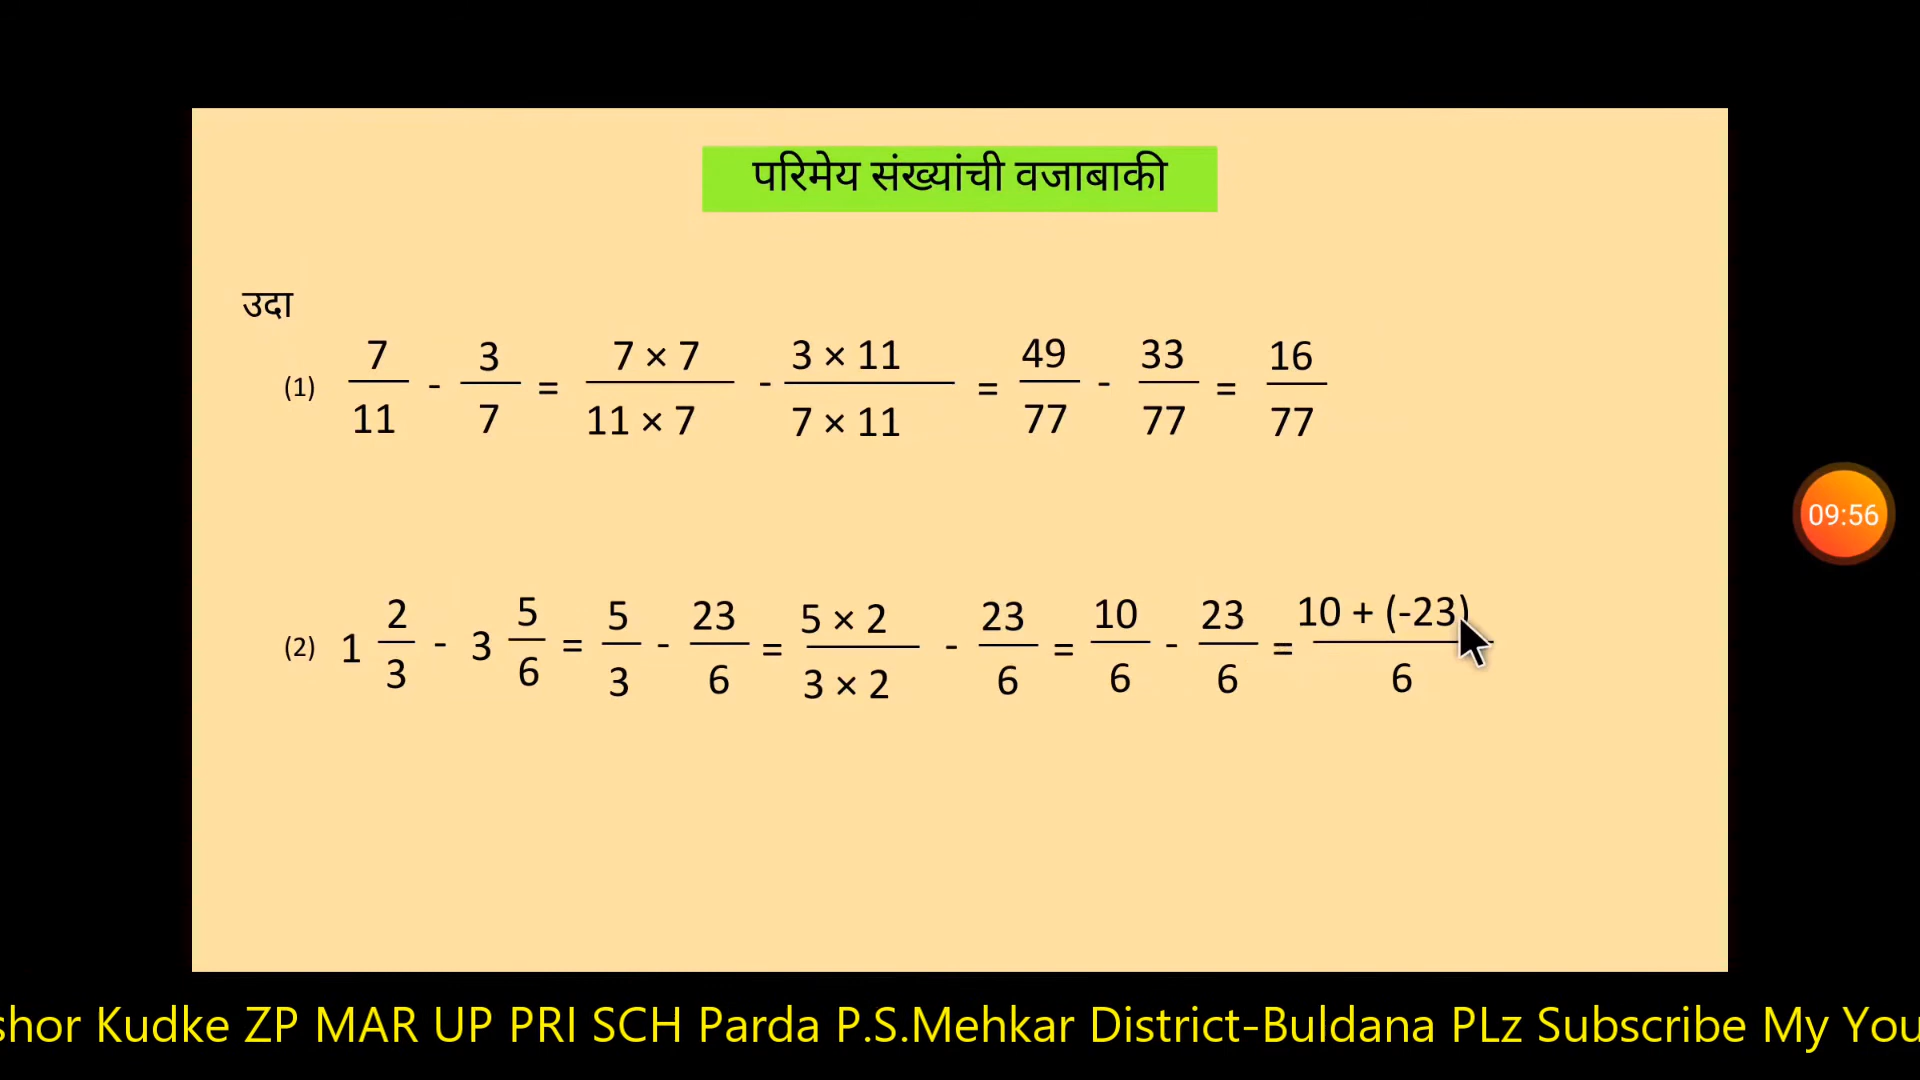 परिमेय संख्यांची वजाबाकी
उदा
(1) 7/11 - 3/7 = 7 × 7/11 × 7 - 3 × 11/7 × 11 = 49/77 - 33/77 = 16/77
09:56
(2) 1 2/3 - 3 5/6 = 5/3 - 23/6 = 5 × 2/3 × 2 - 23/6 = 10/6 - 23/6 = 10 + (-23)/6
shor Kudke ZP MAR UP PRI SCH Parda P.S.Mehkar District-Buldana PLz Subscribe My You